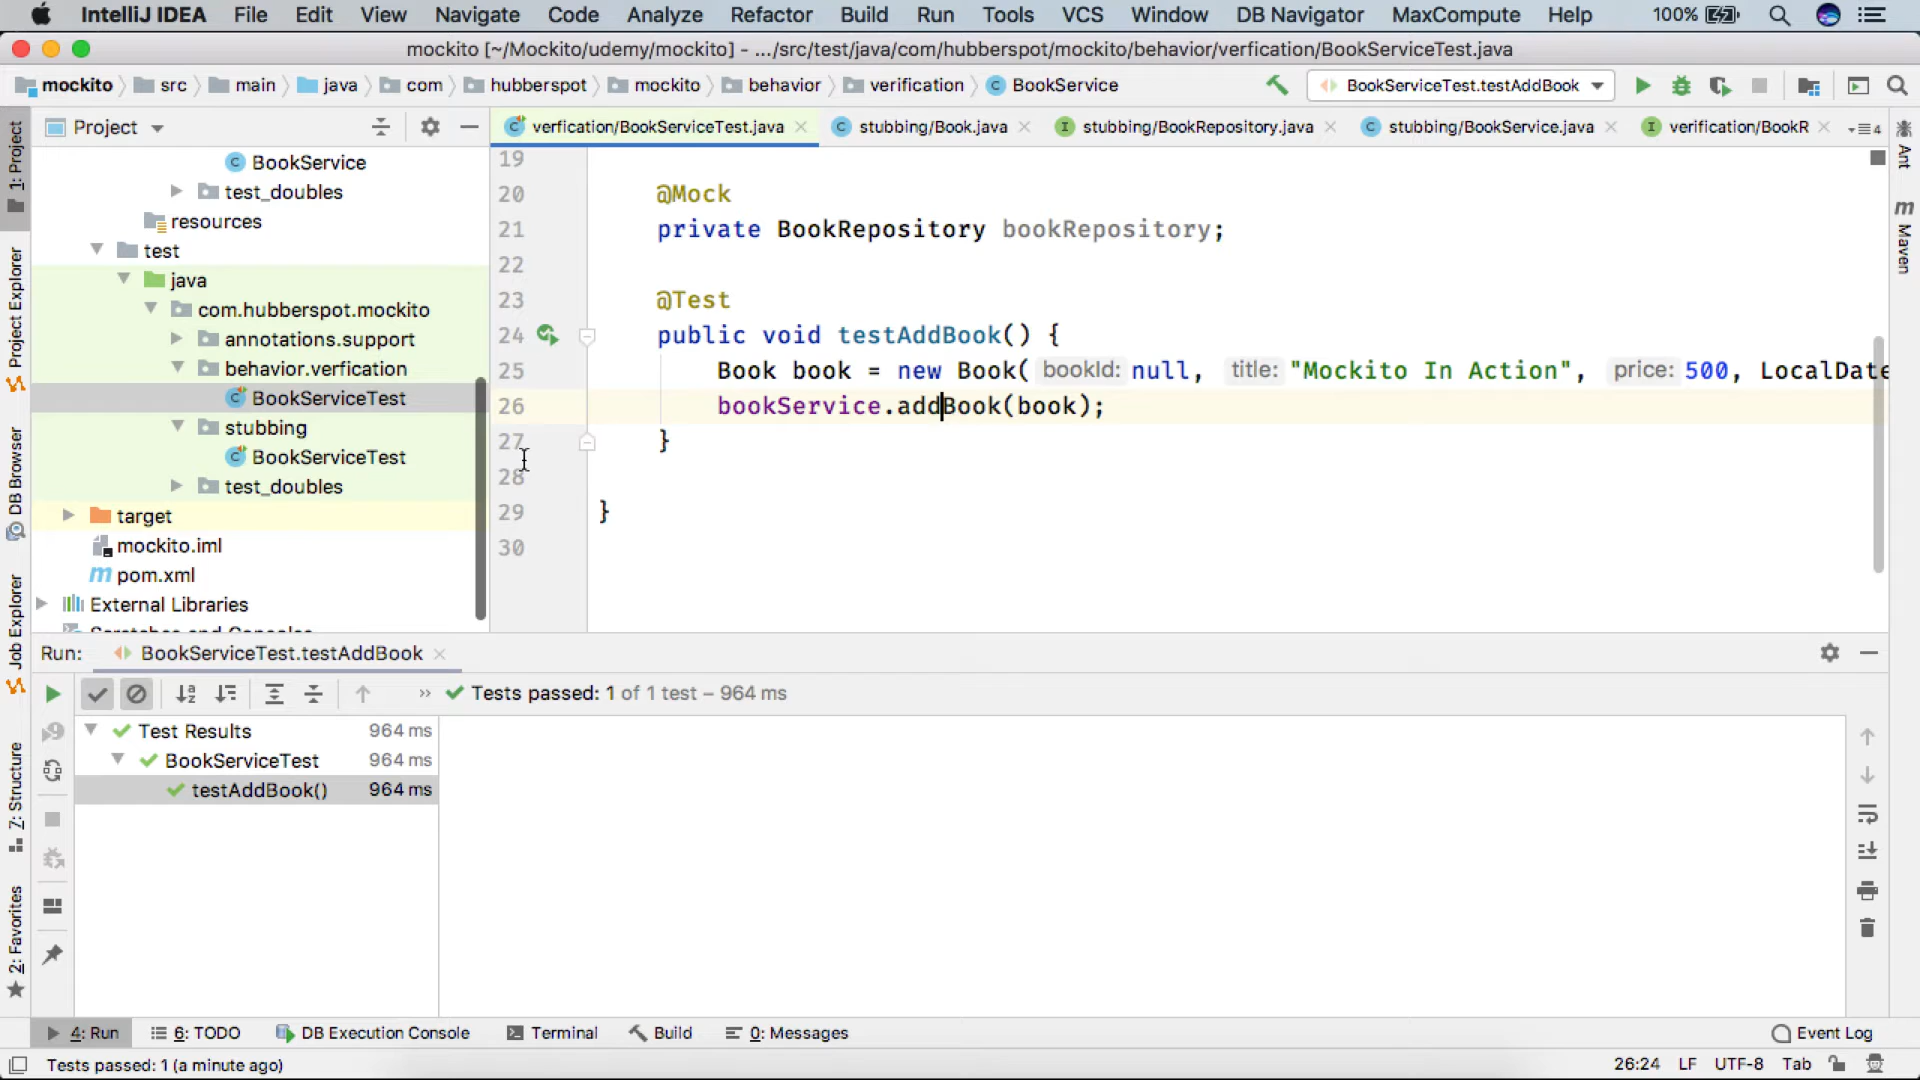 IntelliJ IDEA File Edit View Navigate Code Analyze Refactor Build Run Tools VCS Window DB Navigator MaxCompute Help 100%
mockito [~/Mockito/udemy/mockito] - .../src/test/java/com/hubberspot/mockito/behavior/verfication/BookServiceTest.java
mockito src main java com hubberspot mockito behavior verfication BookService BookServiceTest.testAddBook
Project
verfication/BookServiceTest.java stubbing/Book.java stubbing/BookRepository.java stubbing/BookService.java verfication/BookR 4
BookService
test_doubles
resources
test
java
com.hubberspot.mockito
annotations.support
behavior.verfication
BookServiceTest
stubbing
BookServiceTest
test_doubles
target
mockito.iml
pom.xml
External Libraries
19
20 @Mock
21 private BookRepository bookRepository;
22
23 @Test
24 public void testAddBook() {
25 Book book = new Book( bookId: null, title: "Mockito In Action", price: 500, LocalDate
26 bookService.addBook(book);
27 }
28
29 }
30
1: Project
Project Explorer
DB Browser
Job Explorer
7: Structure
2: Favorites
Ant
Maven
Run: BookServiceTest.testAddBook
Tests passed: 1 of 1 test – 964 ms
Test Results 964 ms
BookServiceTest 964 ms
testAddBook() 964 ms
4: Run 6: TODO DB Execution Console Terminal Build 0: Messages Event Log
Tests passed: 1 (a minute ago) 26:24 LF UTF-8 Tab